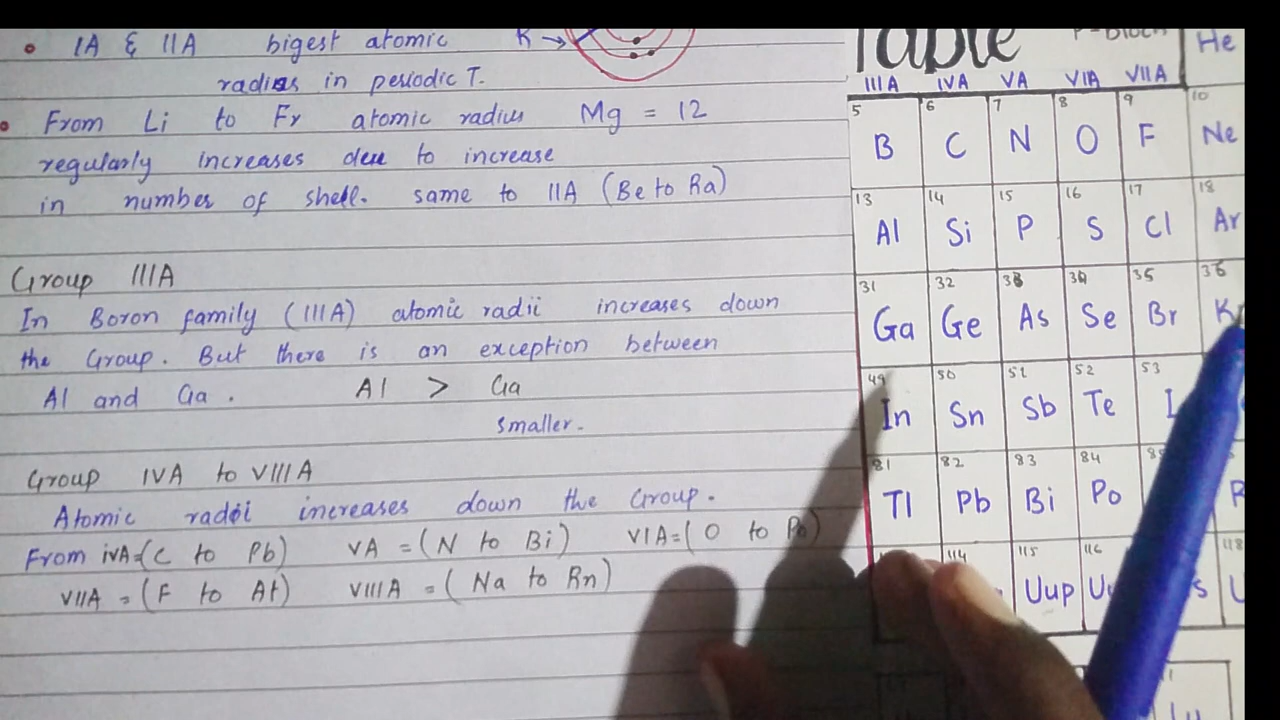 IA & IIA bigest atomic K →
radius in periodic T.
From Li to Fr atomic radius Mg = 12
regularly increases deu to increase
in number of shell. same to IIA (Be to Ra)
Group IIIA
In Boron family (IIIA) atomic radii increases down
the Group. But there is an exception between
Al and Ga. Al > Ga
smaller.
Group IVA to VIIIA
Atomic radii increases down the Group.
From iVA=(C to Pb) VA =(N to Bi) VIA=( O to Po)
VIIA = (F to At) VIIIA = ( Na to Rn)
Table P-Block
IIIA IVA VA VIA VIIA He
5 6 7 8 9 10
B C N O F Ne
13 14 15 16 17 18
Al Si P S Cl Ar
31 32 33 34 35 36
Ga Ge As Se Br Kr
49 50 51 52 53
In Sn Sb Te I
81 82 83 84 85
Tl Pb Bi Po
114 115 116 118
Uup